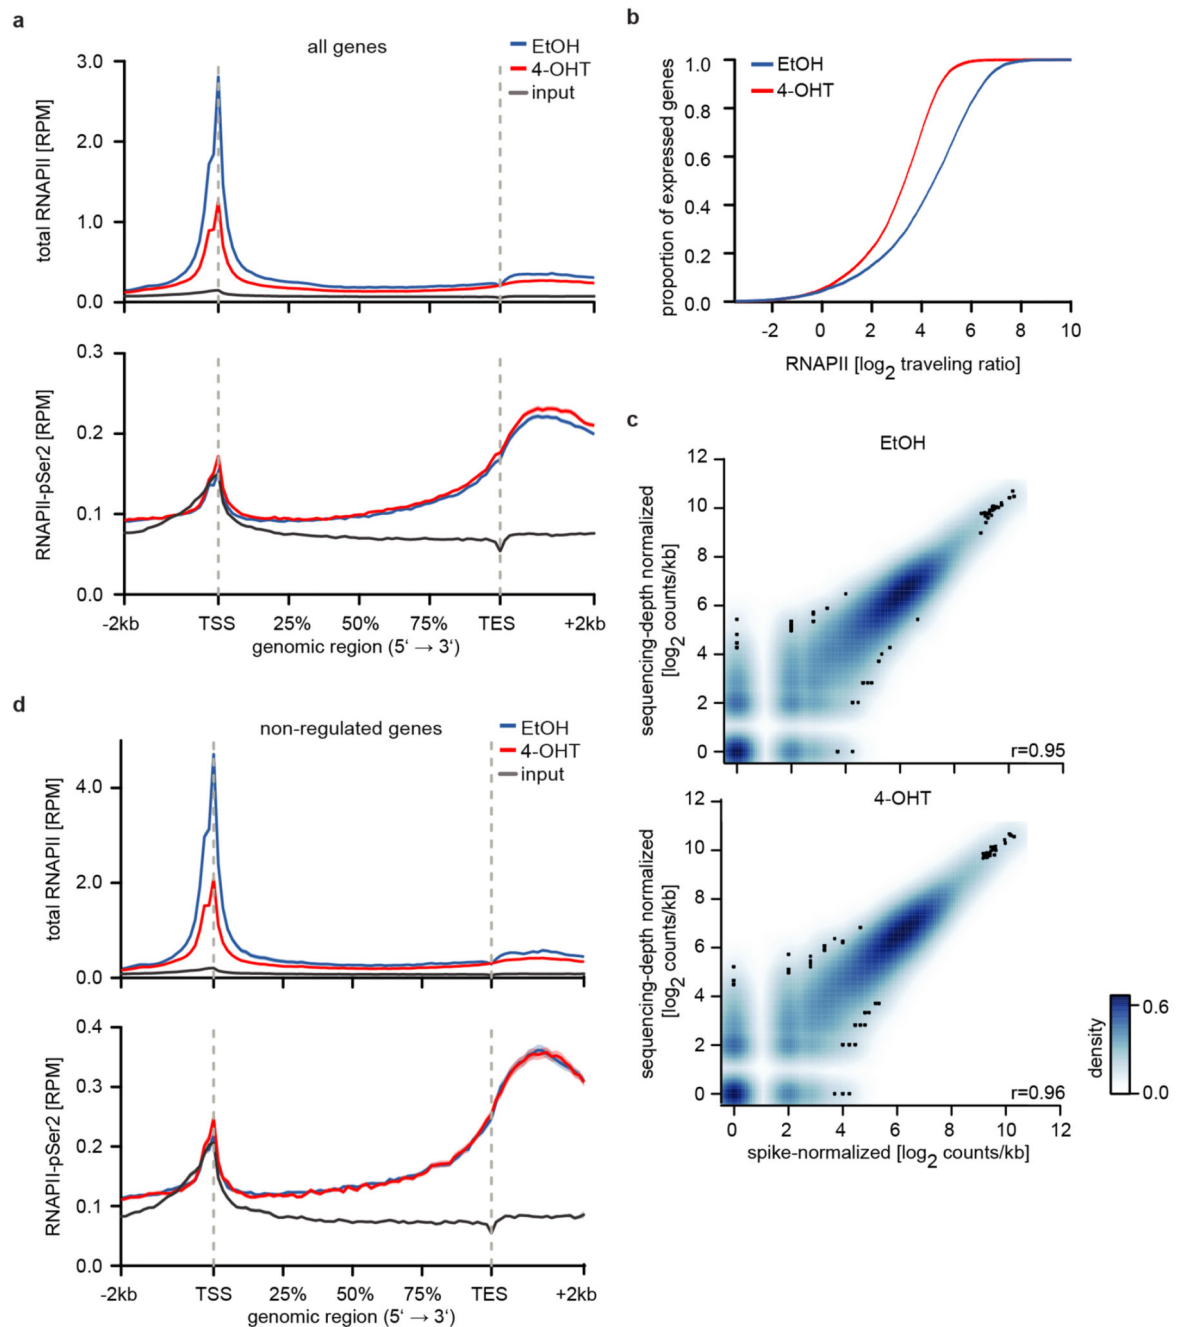 a
all genes
EtOH
4-OHT
input
total RNAPII [RPM]
3.0
2.0
1.0
0.0
RNAPII-pSer2 [RPM]
0.3
0.2
0.1
0.0
-2kb TSS 25% 50% 75% TES +2kb
genomic region (5‘ → 3‘)
b
EtOH
4-OHT
proportion of expressed genes
1.0
0.8
0.6
0.4
0.2
0.0
-2 0 2 4 6 8 10
RNAPII [log2 traveling ratio]
c
EtOH
sequencing-depth normalized
[log2 counts/kb]
12
10
8
6
4
2
0
r=0.95
4-OHT
sequencing-depth normalized
[log2 counts/kb]
12
10
8
6
4
2
0
r=0.96
0 2 4 6 8 10 12
spike-normalized [log2 counts/kb]
density
0.6
0.0
d
non-regulated genes
EtOH
4-OHT
input
total RNAPII [RPM]
4.0
2.0
0.0
RNAPII-pSer2 [RPM]
0.4
0.3
0.2
0.1
0.0
-2kb TSS 25% 50% 75% TES +2kb
genomic region (5‘ → 3‘)